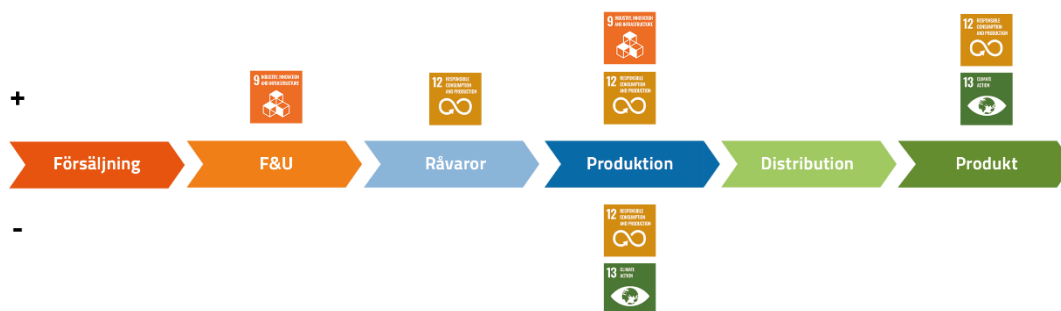 9 INDUSTRY, INNOVATION
AND INFRASTRUCTURE
12 RESPONSIBLE
CONSUMPTION
AND PRODUCTION
9 INDUSTRY, INNOVATION
AND INFRASTRUCTURE
12 RESPONSIBLE
CONSUMPTION
AND PRODUCTION
12 RESPONSIBLE
CONSUMPTION
AND PRODUCTION
13 CLIMATE
ACTION
+
Försäljning
F&U
Råvaror
Produktion
Distribution
Produkt
-
12 RESPONSIBLE
CONSUMPTION
AND PRODUCTION
13 CLIMATE
ACTION